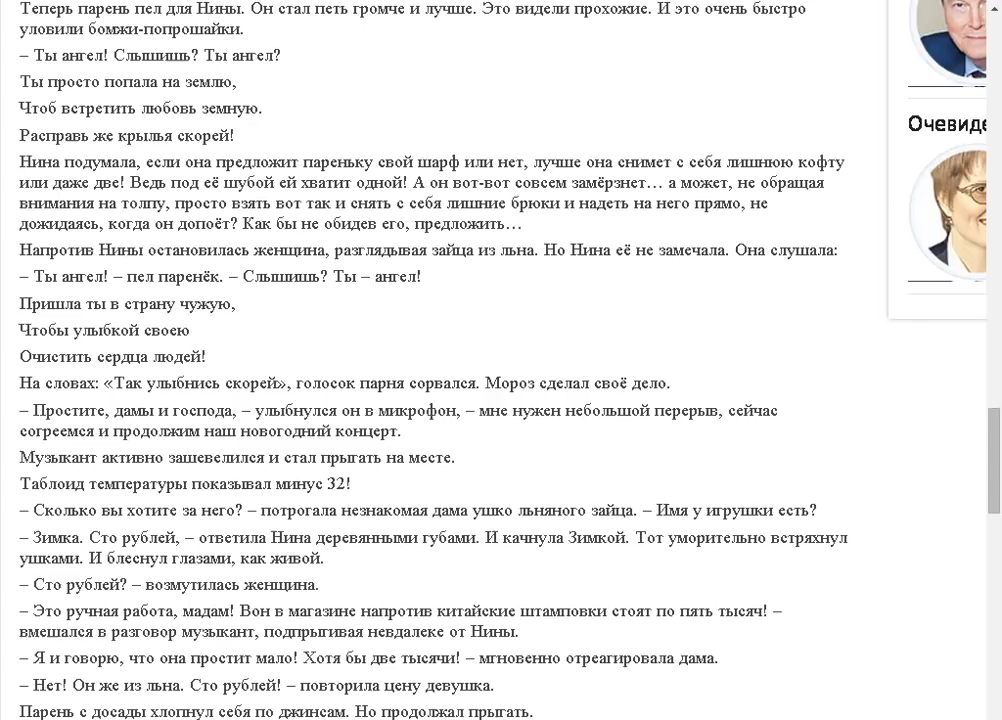 Теперь парень пел для Нины. Он стал петь громче и лучше. Это видели прохожие. И это очень быстро
уловили бомжи-попрошайки.
– Ты ангел! Слышишь? Ты ангел?
Ты просто попала на землю,
Чтоб встретить любовь земную.
Расправь же крылья скорей!
Нина подумала, если она предложит пареньку свой шарф или нет, лучше она снимет с себя лишнюю кофту
или даже две! Ведь под её шубой ей хватит одной! А он вот-вот совсем замёрзнет… а может, не обращая
внимания на толпу, просто взять вот так и снять с себя лишние брюки и надеть на него прямо, не
дожидаясь, когда он допоёт? Как бы не обидев его, предложить…
Напротив Нины остановилась женщина, разглядывая зайца из льна. Но Нина её не замечала. Она слушала:
– Ты ангел! – пел паренёк. – Слышишь? Ты – ангел!
Пришла ты в страну чужую,
Чтобы улыбкой своею
Очистить сердца людей!
На словах: «Так улыбнись скорей», голосок парня сорвался. Мороз сделал своё дело.
– Простите, дамы и господа, – улыбнулся он в микрофон, – мне нужен небольшой перерыв, сейчас
согреемся и продолжим наш новогодний концерт.
Музыкант активно зашевелился и стал прыгать на месте.
Таблоид температуры показывал минус 32!
– Сколько вы хотите за него? – потрогала незнакомая дама ушко льняного зайца. – Имя у игрушки есть?
– Зимка. Сто рублей, – ответила Нина деревянными губами. И качнула Зимкой. Тот уморительно встряхнул
ушками. И блеснул глазами, как живой.
– Сто рублей? – возмутилась женщина.
– Это ручная работа, мадам! Вон в магазине напротив китайские штамповки стоят по пять тысяч! –
вмешался в разговор музыкант, подпрыгивая невдалеке от Нины.
– Я и говорю, что она простит мало! Хотя бы две тысячи! – мгновенно отреагировала дама.
– Нет! Он же из льна. Сто рублей! – повторила цену девушка.
Парень с досады хлопнул себя по джинсам. Но продолжал прыгать.
Очевиде